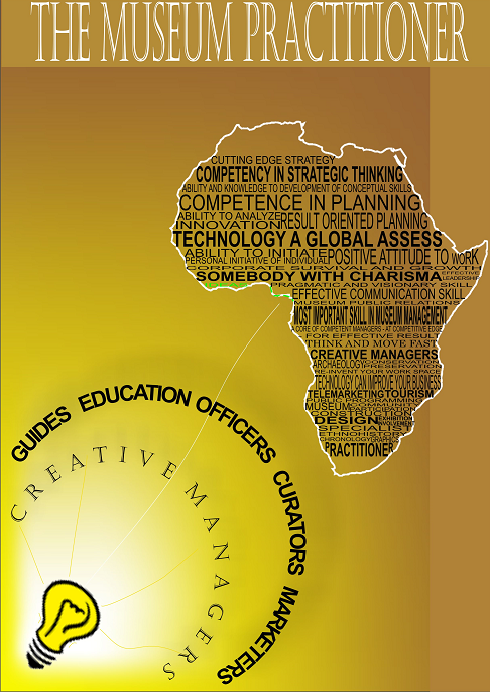 THE MUSEUM PRACTITIONER
CUTTING EDGE STRATEGY
COMPETENCY IN STRATEGIC THINKING
ABILITY AND KNOWLEDGE TO DEVELOPMENT OF CONCEPTUAL SKILLS
COMPETENCE IN PLANNING
ABILITY TO ANALYZE RESULT ORIENTED PLANNING
INNOVATION
TECHNOLOGY A GLOBAL ASSESS
ABILITY TO INITIATE POSITIVE ATTITUDE TO WORK
PERSONAL INITIATIVE OF INDIVIDUAL
CORPORATE SURVIVAL AND GROWTH
SOMEBODY WITH CHARISMA EFFECTIVE LEADERSHIP
PRAGMATIC AND VISIONARY SKILL
EFFECTIVE COMMUNICATION SKILL
MUSEUM PUBLIC RELATIONS
MOST IMPORTANT SKILL IN MUSEUM MANAGEMENT
A CORE OF COMPETENT MANAGERS - AT COMPETITIVE EDGE
FOR EFFECTIVE RESULT
THINK AND MOVE FAST
CREATIVE MANAGERS
ARCHAEOLOGY CONSERVATION
PRESERVATION
RE-INVENT YOUR WORK SPACE
TECHNOLOGY CAN IMPROVE YOUR BUSINESS
TELEMARKETING TOURISM
PUBLIC PROGRAMMING
MUSEUM COMMUNITY
PARTICIPATION
CONSTRUCTION
DESIGN EXHIBITION
INVOLVEMENT
SPECIALIST
ETHNOHISTORY
CHRONOLOGY GRAPHICS
PRACTITIONER
GUIDES EDUCATION OFFICERS CURATORS MARKETERS
CREATIVE MANAGERS